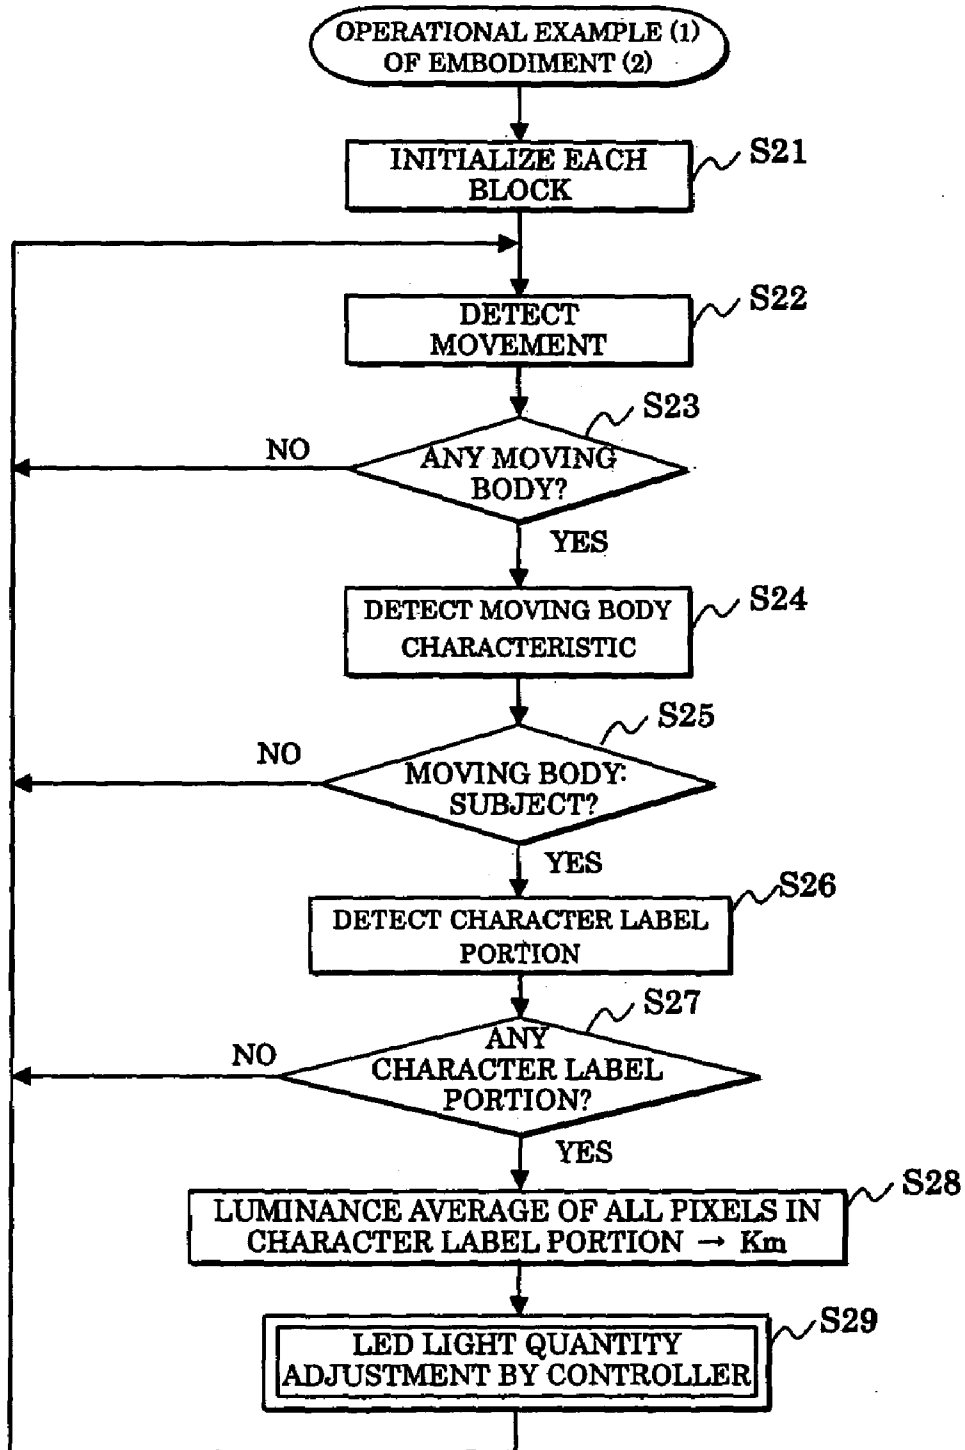 OPERATIONAL EXAMPLE (1)
OF EMBODIMENT (2)
INITIALIZE EACH
BLOCK
S21
DETECT
MOVEMENT
S22
S23
NO
ANY MOVING
BODY?
YES
DETECT MOVING BODY
CHARACTERISTIC
S24
S25
NO
MOVING BODY:
SUBJECT?
YES
S26
DETECT CHARACTER LABEL
PORTION
S27
NO
ANY
CHARACTER LABEL
PORTION?
YES
S28
LUMINANCE AVERAGE OF ALL PIXELS IN
CHARACTER LABEL PORTION → Km
S29
LED LIGHT QUANTITY
ADJUSTMENT BY CONTROLLER